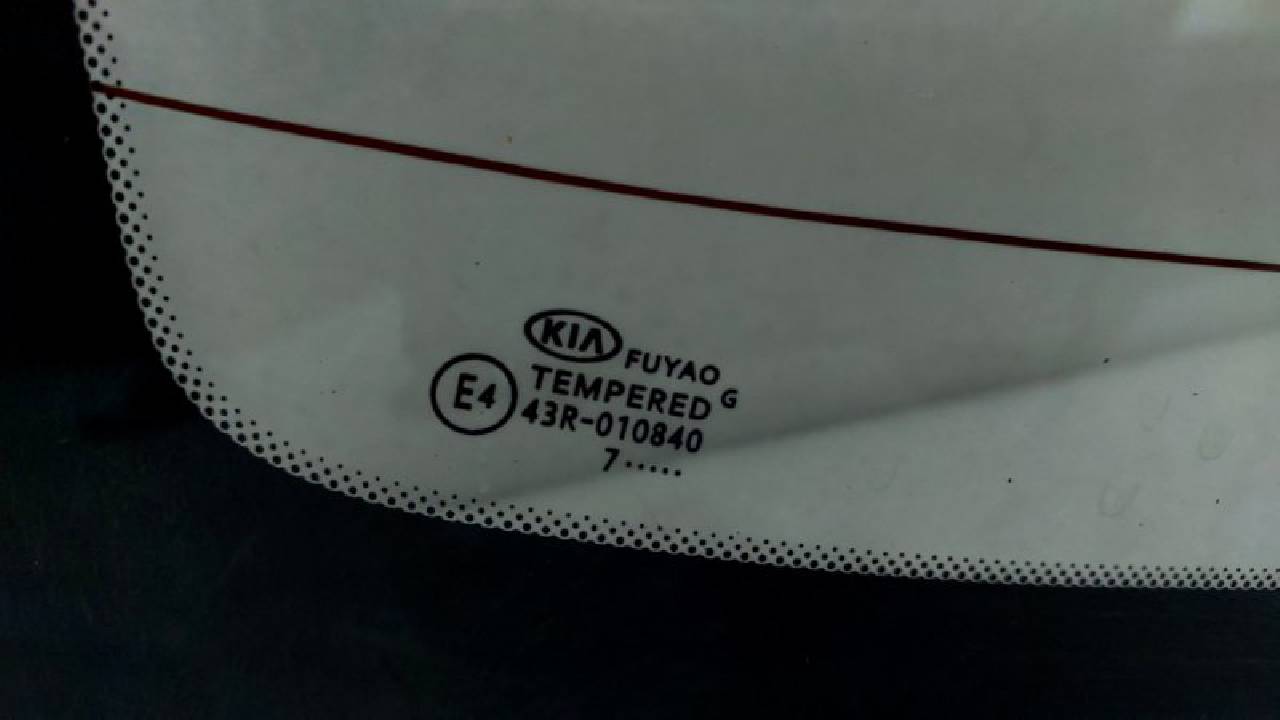 KIA
FUYAO G
E4
TEMPERED
43R-010840
7·····